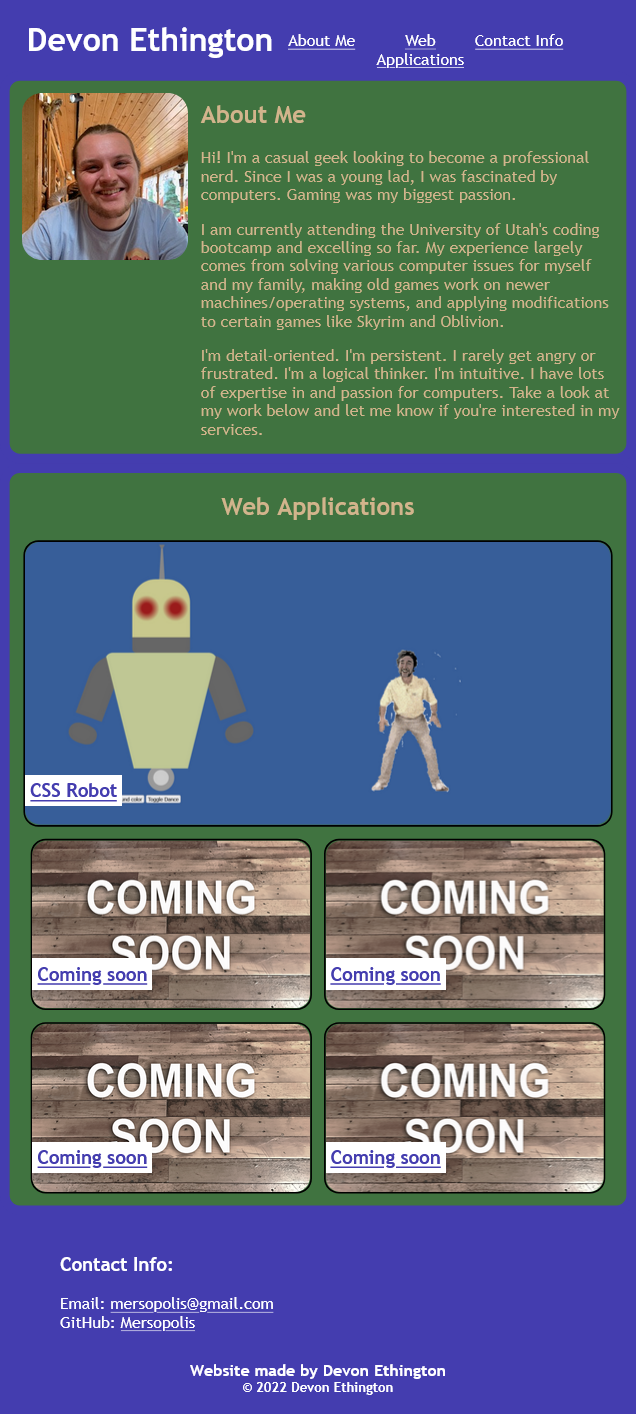 Devon Ethington
About Me
Web
Applications
Contact Info
About Me
Hi! I'm a casual geek looking to become a professional
nerd. Since I was a young lad, I was fascinated by
computers. Gaming was my biggest passion.
I am currently attending the University of Utah's coding
bootcamp and excelling so far. My experience largely
comes from solving various computer issues for myself
and my family, making old games work on newer
machines/operating systems, and applying modifications
to certain games like Skyrim and Oblivion.
I'm detail-oriented. I'm persistent. I rarely get angry or
frustrated. I'm a logical thinker. I'm intuitive. I have lots
of expertise in and passion for computers. Take a look at
my work below and let me know if you're interested in my
services.
Web Applications
CSS Robot
color
Toggle Dance
COMING
SOON
Coming soon
COMING
SOON
Coming soon
COMING
SOON
Coming soon
COMING
SOON
Coming soon
Contact Info:
Email: mersopolis@gmail.com
GitHub: Mersopolis
Website made by Devon Ethington
© 2022 Devon Ethington